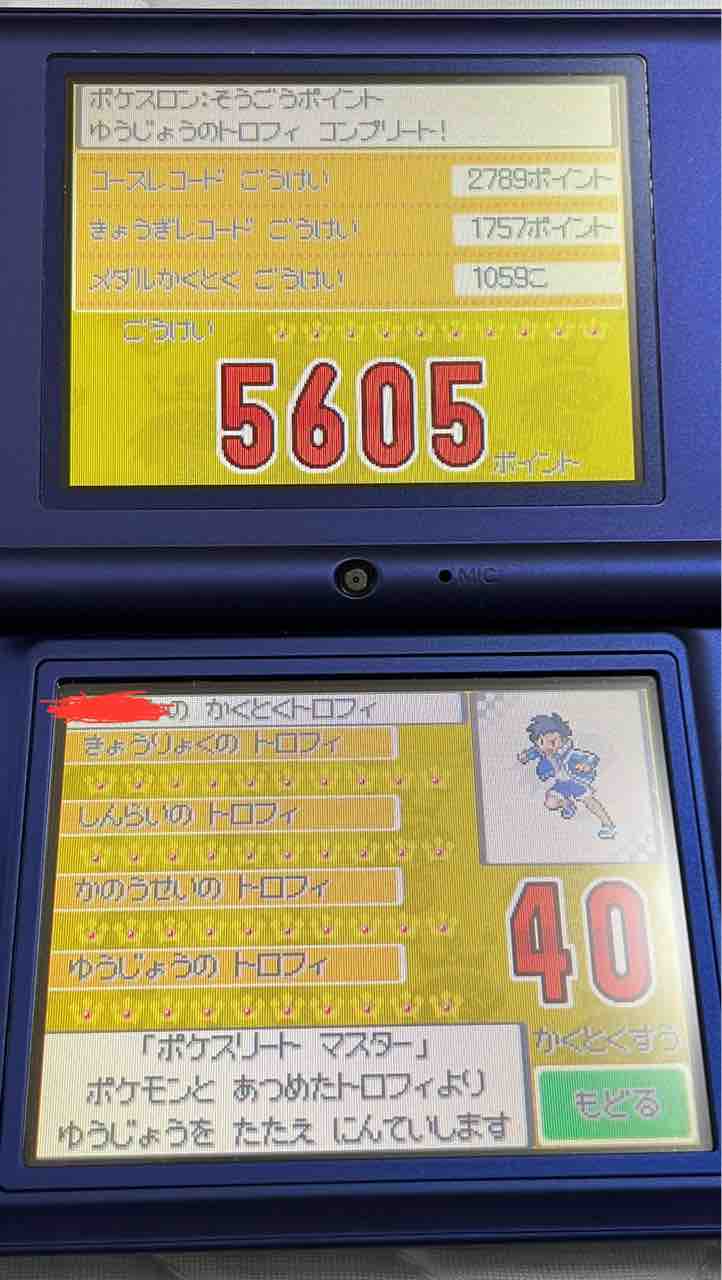 ポケスロン:そうごうポイント
ゆうじょうのトロフィ コンプリート!
コースレコード ごうけい 2789ポイント
きょうぎレコード ごうけい 1757ポイント
メダルかくとく ごうけい 1059こ
ごうけい
5605ポイント
MIC
の かくとくトロフィ
きょうりょくの トロフィ
しんらいの トロフィ
かのうせいの トロフィ
ゆうじょうの トロフィ
40
かくとくすう
「ポケスリート マスター」
ポケモンと あつめたトロフィより
ゆうじょうを たたえ にんていします
もどる